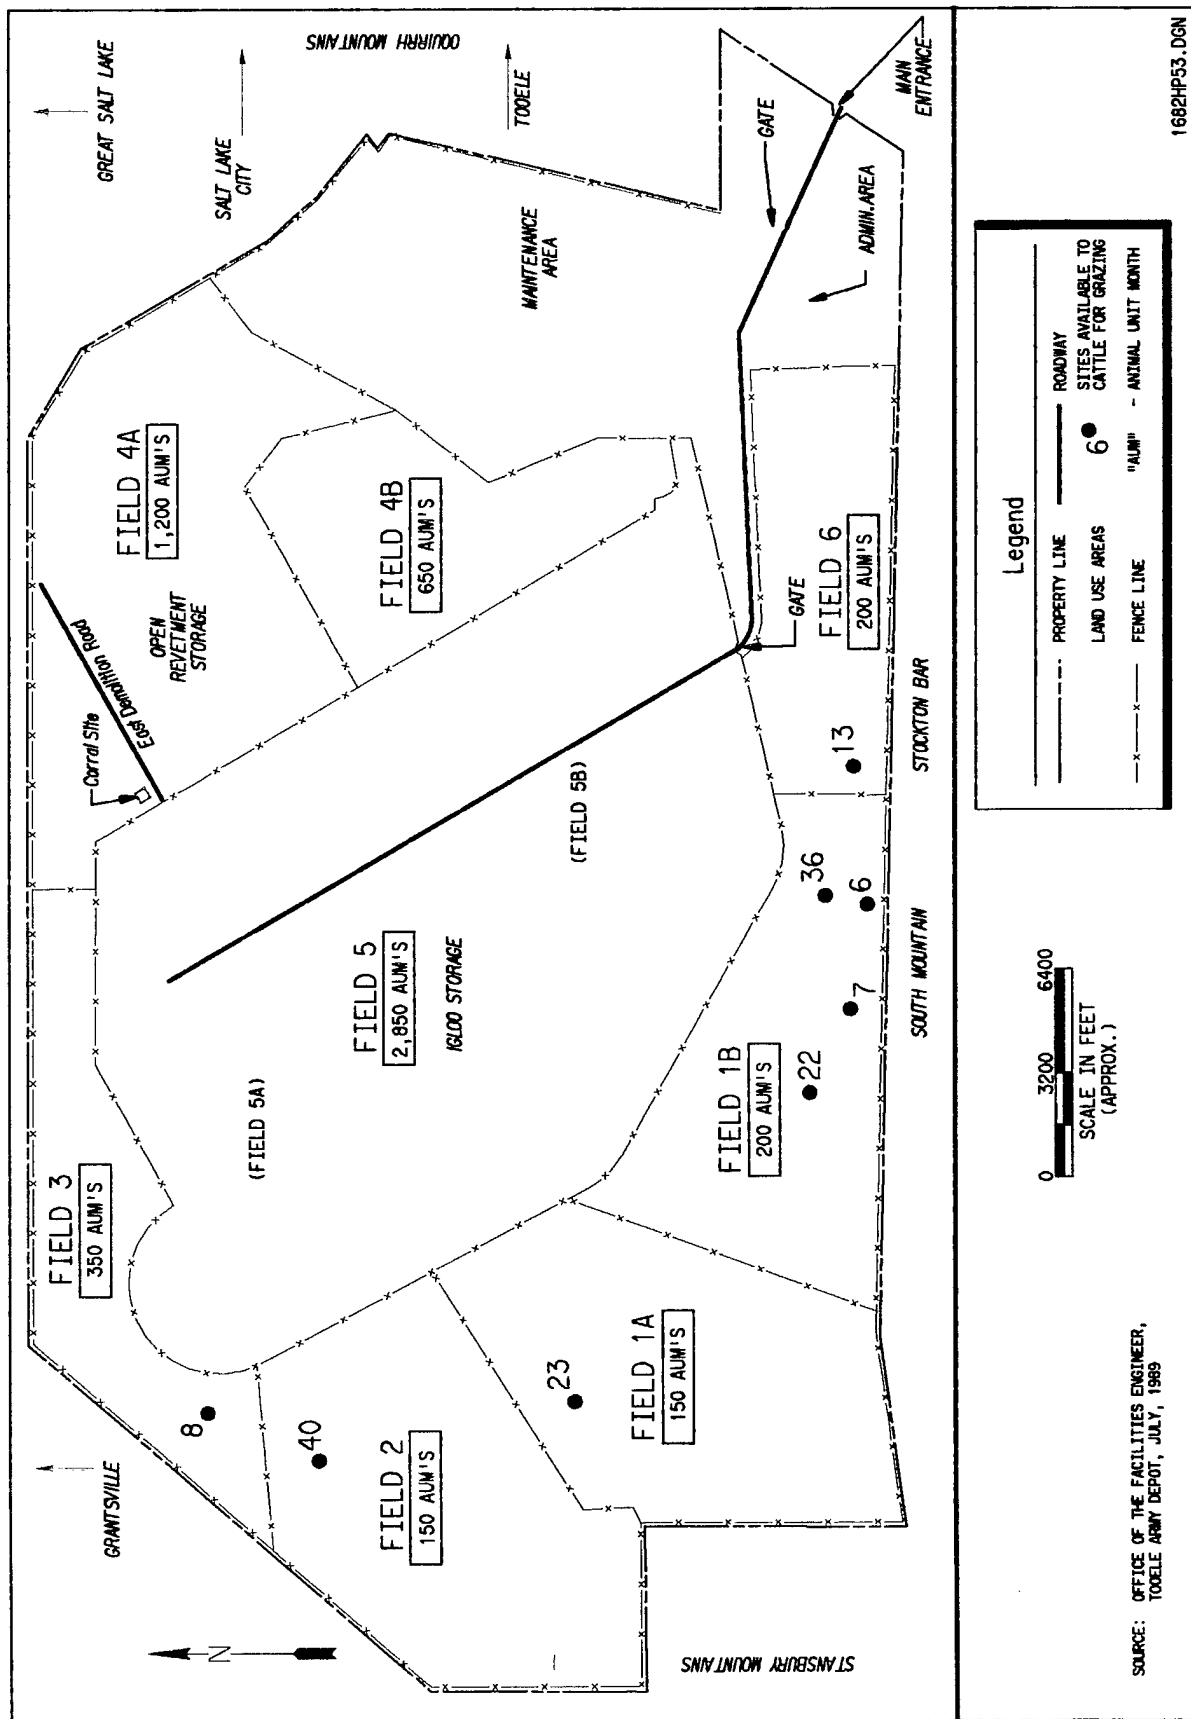 GREAT SALT LAKE
SALT LAKE
CITY
OQUIRRH MOUNTAINS
TOOELE
GRANTSVILLE
N
STANSBURY MOUNTAINS
FIELD 3
350 AUM'S
8
40
FIELD 2
150 AUM'S
23
FIELD 1A
150 AUM'S
(FIELD 5A)
FIELD 5
2,850 AUM'S
IGLOO STORAGE
(FIELD 5B)
Corral Site
East Demolition Road
OPEN
REVETMENT
STORAGE
FIELD 4A
1,200 AUM'S
FIELD 4B
650 AUM'S
MAINTENANCE
AREA
GATE
ADMIN.AREA
MAIN
ENTRANCE
FIELD 1B
200 AUM'S
22
7
36
6
13
GATE
FIELD 6
200 AUM'S
SOUTH MOUNTAIN
STOCKTON BAR
SOURCE: OFFICE OF THE FACILITIES ENGINEER,
TOOELE ARMY DEPOT, JULY, 1989
0 3200 6400
SCALE IN FEET
(APPROX.)
Legend
PROPERTY LINE
ROADWAY
LAND USE AREAS
6
SITES AVAILABLE TO
CATTLE FOR GRAZING
FENCE LINE
"AUM" - ANIMAL UNIT MONTH
1682HP53.DGN